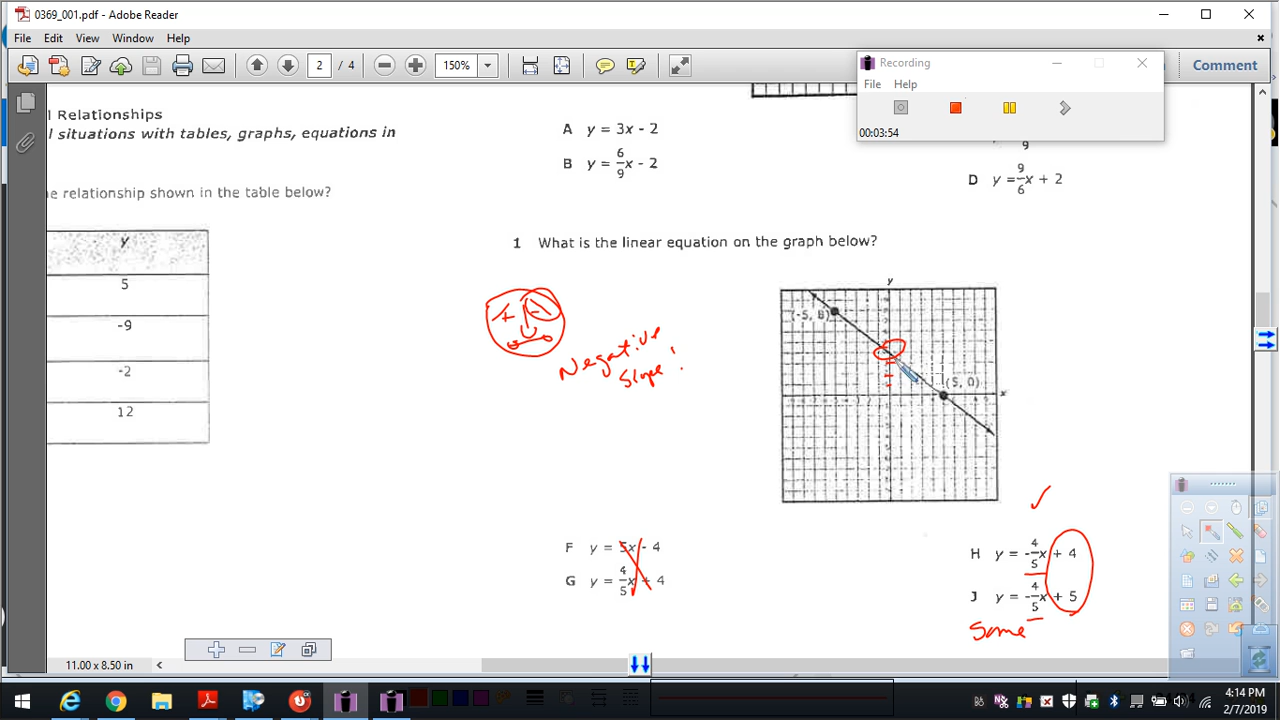 0369_001.pdf - Adobe Reader
File Edit View Window Help
2 / 4
150%
Comment
Recording
File Help
00:03:54
l Relationships
l situations with tables, graphs, equations in
ne relationship shown in the table below?
y
5
-9
-2
12
A y = 3x - 2
B y = 6/9x - 2
9
D y = 9/6x + 2
1 What is the linear equation on the graph below?
+ -
Negative
slope!
y
(-5, 8)
(5, 0)
x
F y = 5x - 4
G y = 4/5x + 4
H y = -4/5x + 4
J y = -4/5x + 5
Same
11.00 x 8.50 in
4:14 PM
2/7/2019